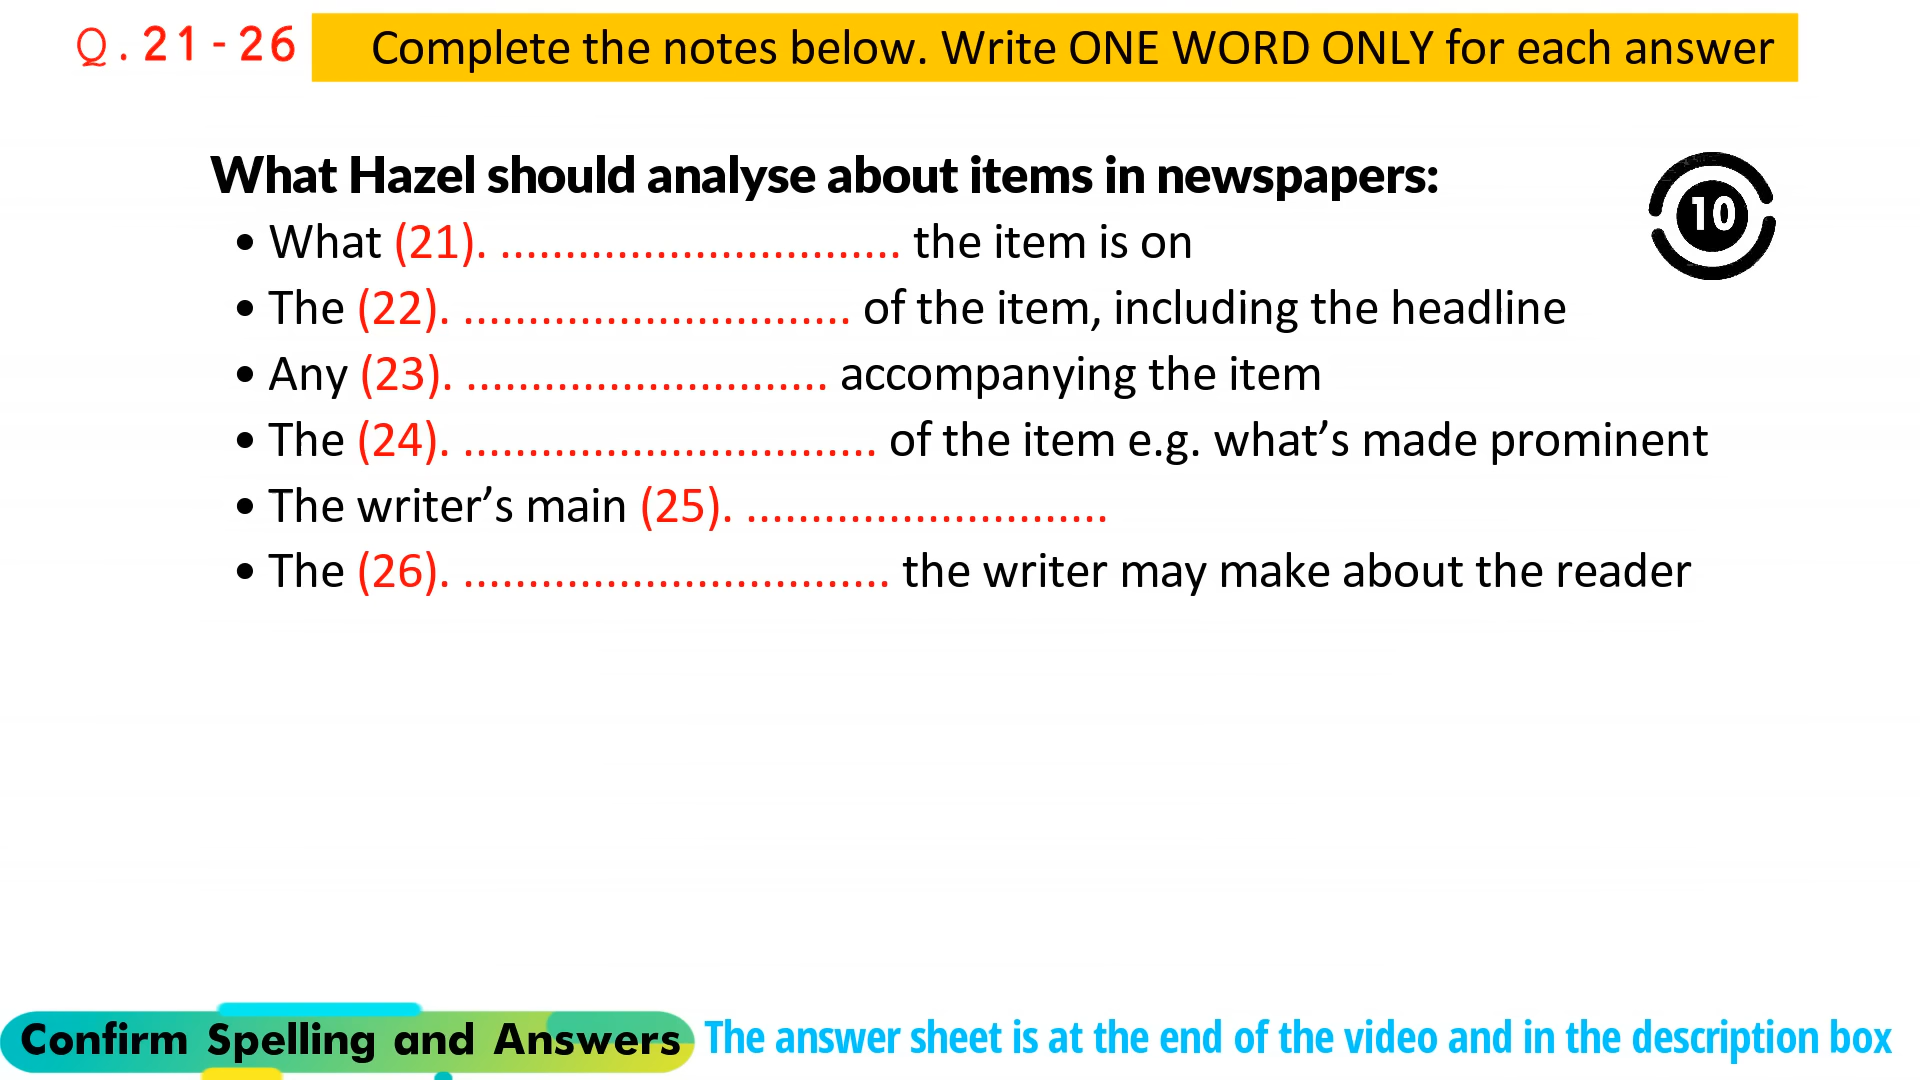 Q.21-26 Complete the notes below. Write ONE WORD ONLY for each answer
What Hazel should analyse about items in newspapers:
10
• What (21). ............................... the item is on
• The (22). .............................. of the item, including the headline
• Any (23). ............................ accompanying the item
• The (24). ................................ of the item e.g. what’s made prominent
• The writer’s main (25). ............................
• The (26). ................................. the writer may make about the reader
Confirm Spelling and Answers The answer sheet is at the end of the video and in the description box